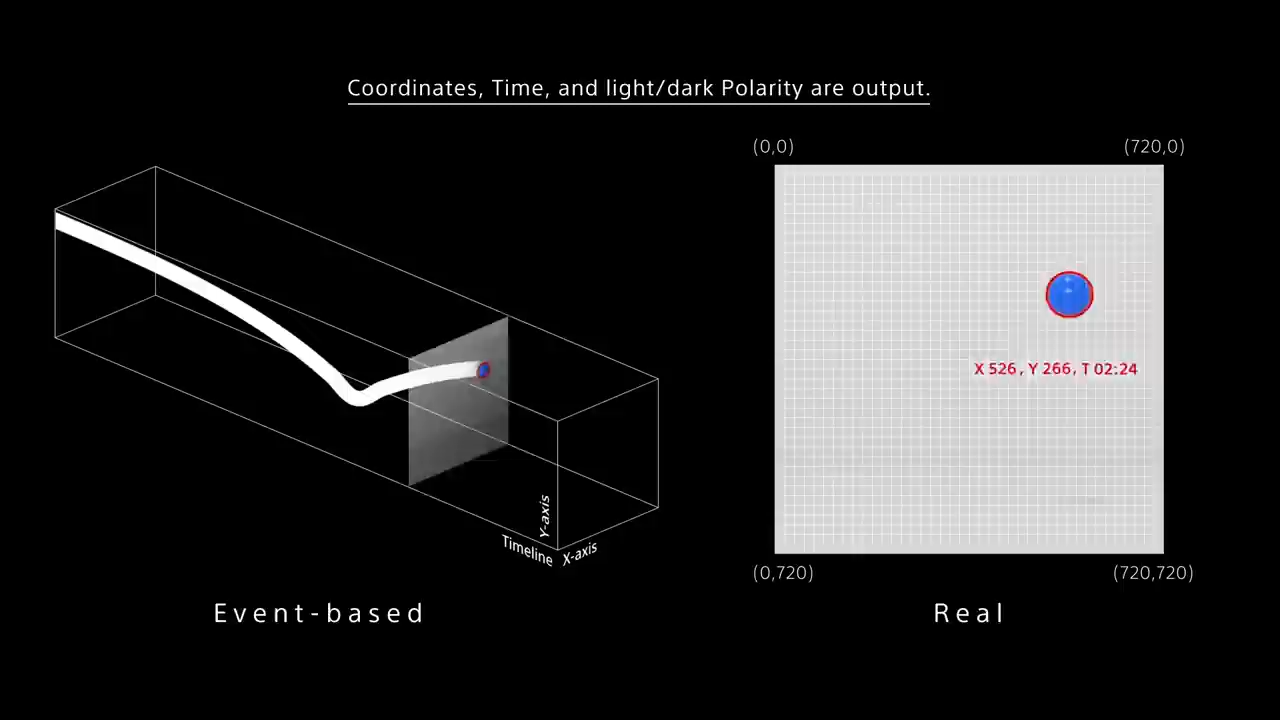 Coordinates, Time, and light/dark Polarity are output.
(0,0)
(720,0)
X 526, Y 266, T 02:24
Y-axis
Timeline
X-axis
(0,720)
(720,720)
Event-based
Real